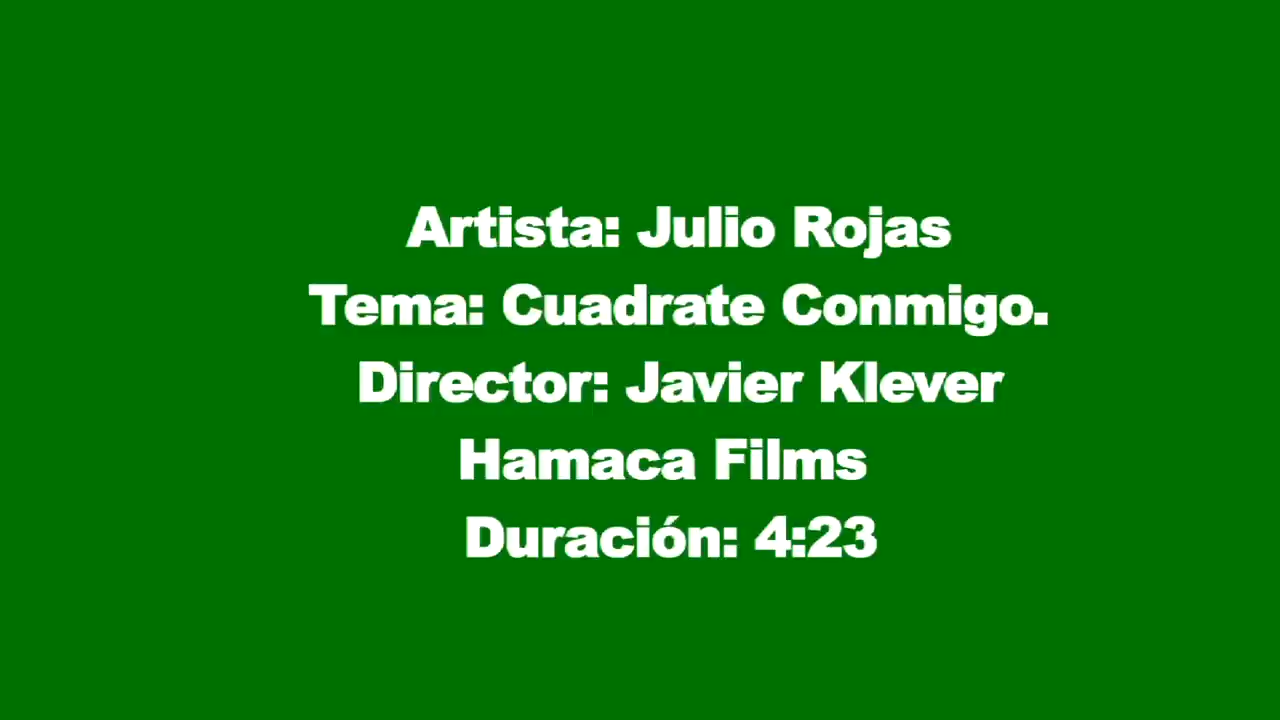 Artista: Julio Rojas
Tema: Cuadrate Conmigo.
Director: Javier Klever
Hamaca Films
Duración: 4:23